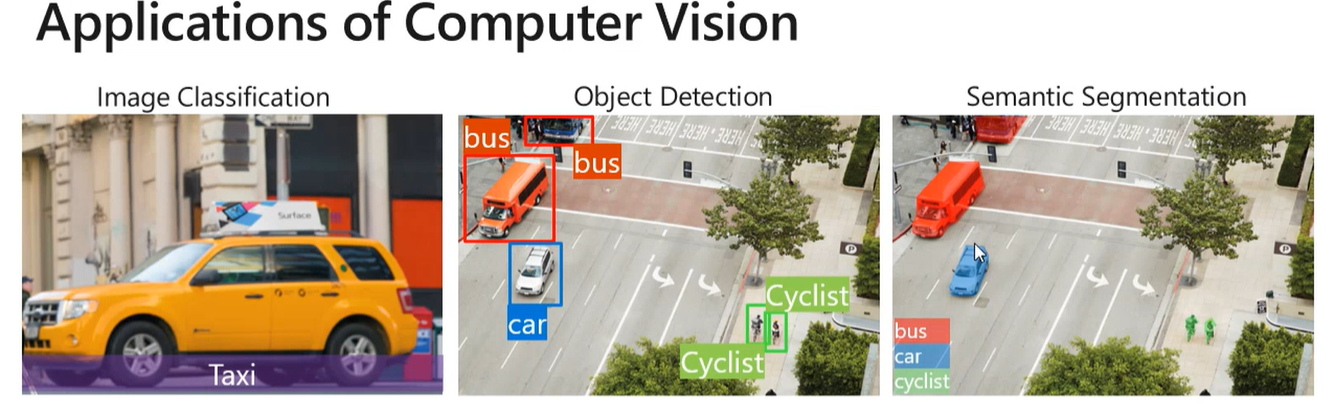 Applications of Computer Vision
Image Classification
Surface
Taxi
Object Detection
bus
bus
car
Cyclist
Cyclist
HERE HERE HERE HERE
Semantic Segmentation
HERE HERE HERE HERE
P
bus
car
cyclist